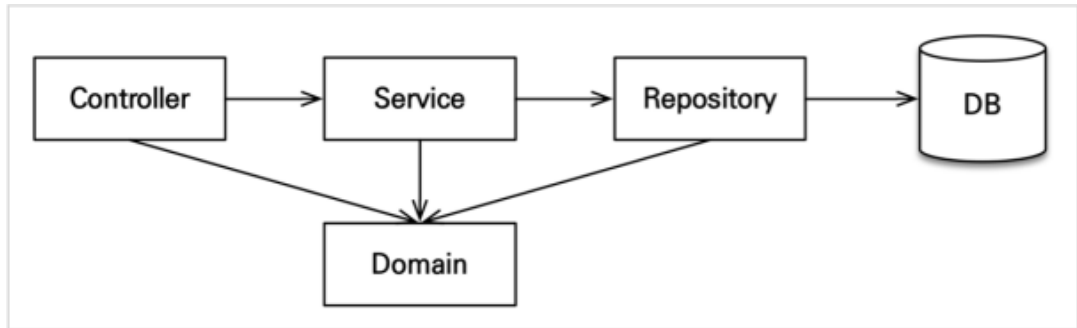 Controller
Service
Repository
DB
Domain